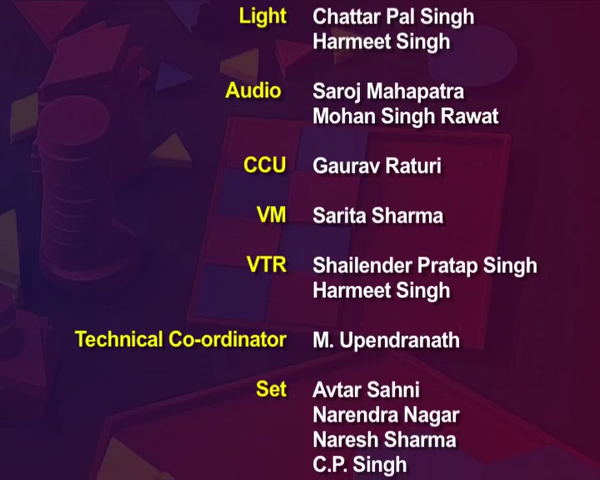 Light Chattar Pal Singh
Harmeet Singh
Audio Saroj Mahapatra
Mohan Singh Rawat
CCU Gaurav Raturi
VM Sarita Sharma
VTR Shailender Pratap Singh
Harmeet Singh
Technical Co-ordinator M. Upendranath
Set Avtar Sahni
Narendra Nagar
Naresh Sharma
C.P. Singh